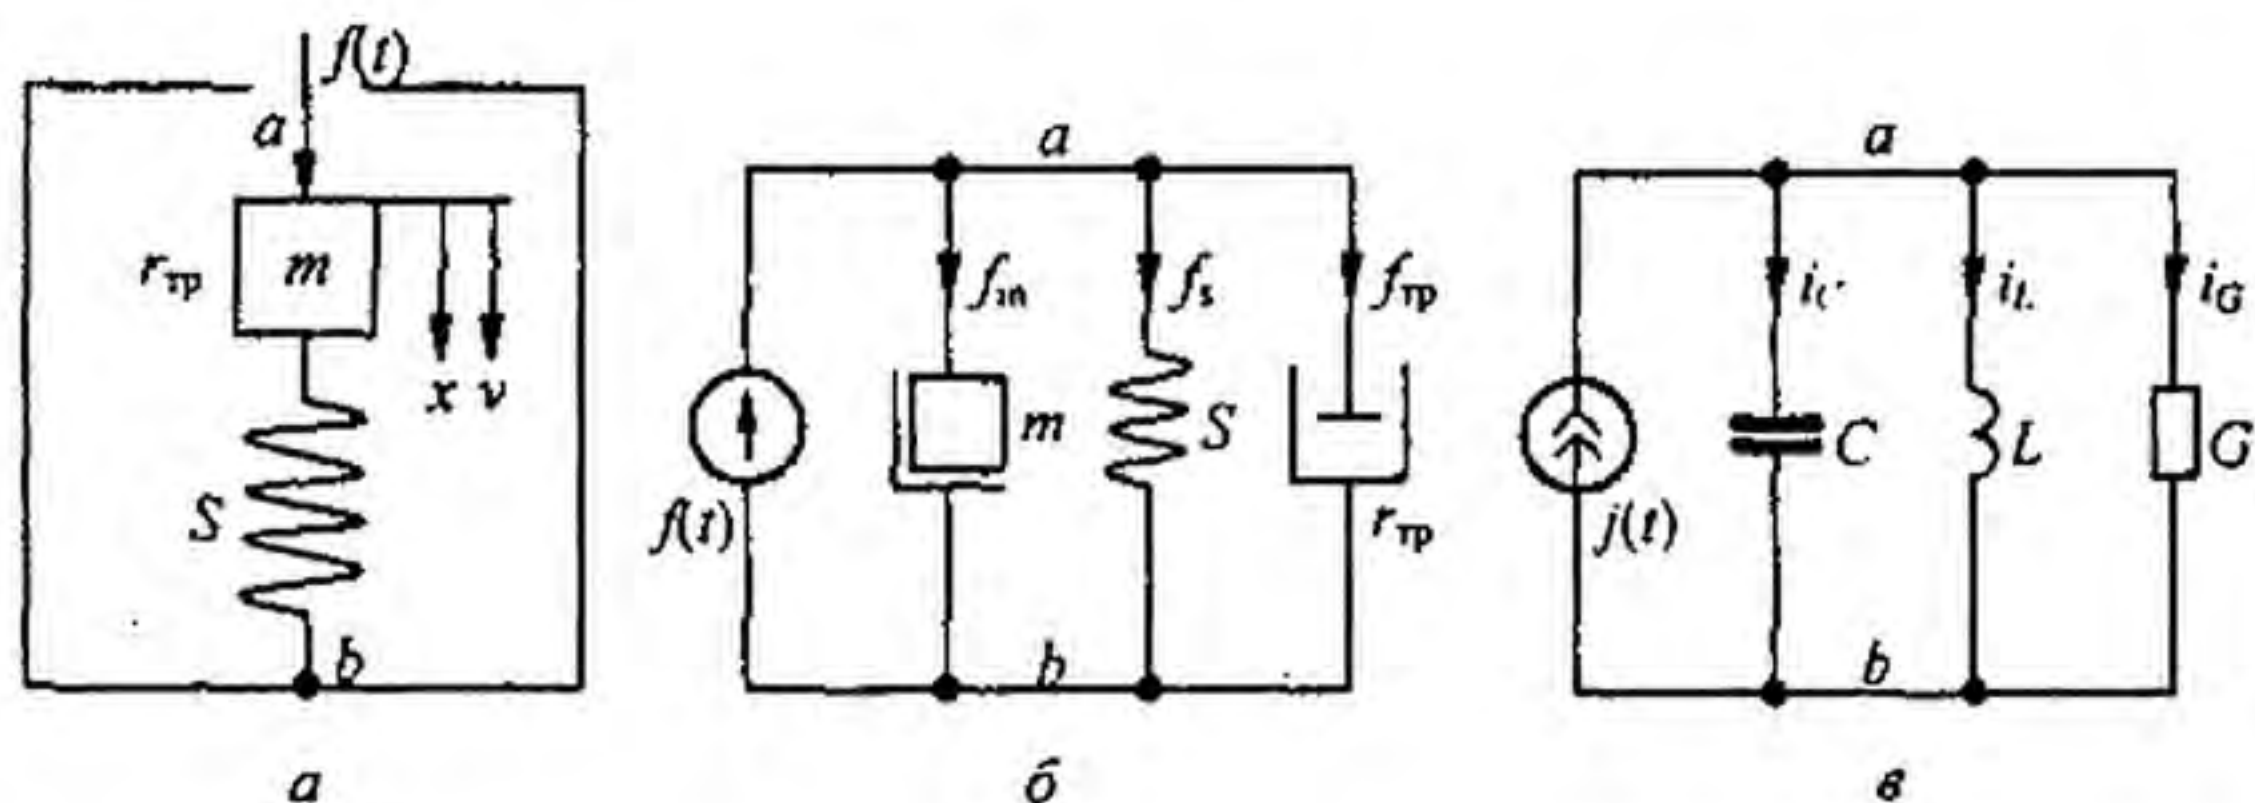 f(t)
a
r_тр m
x v
S
b
а
a
f_m f_s f_тр
m S
f(t) r_тр
b
б
a
i_C i_L i_G
C L G
j(t)
b
в